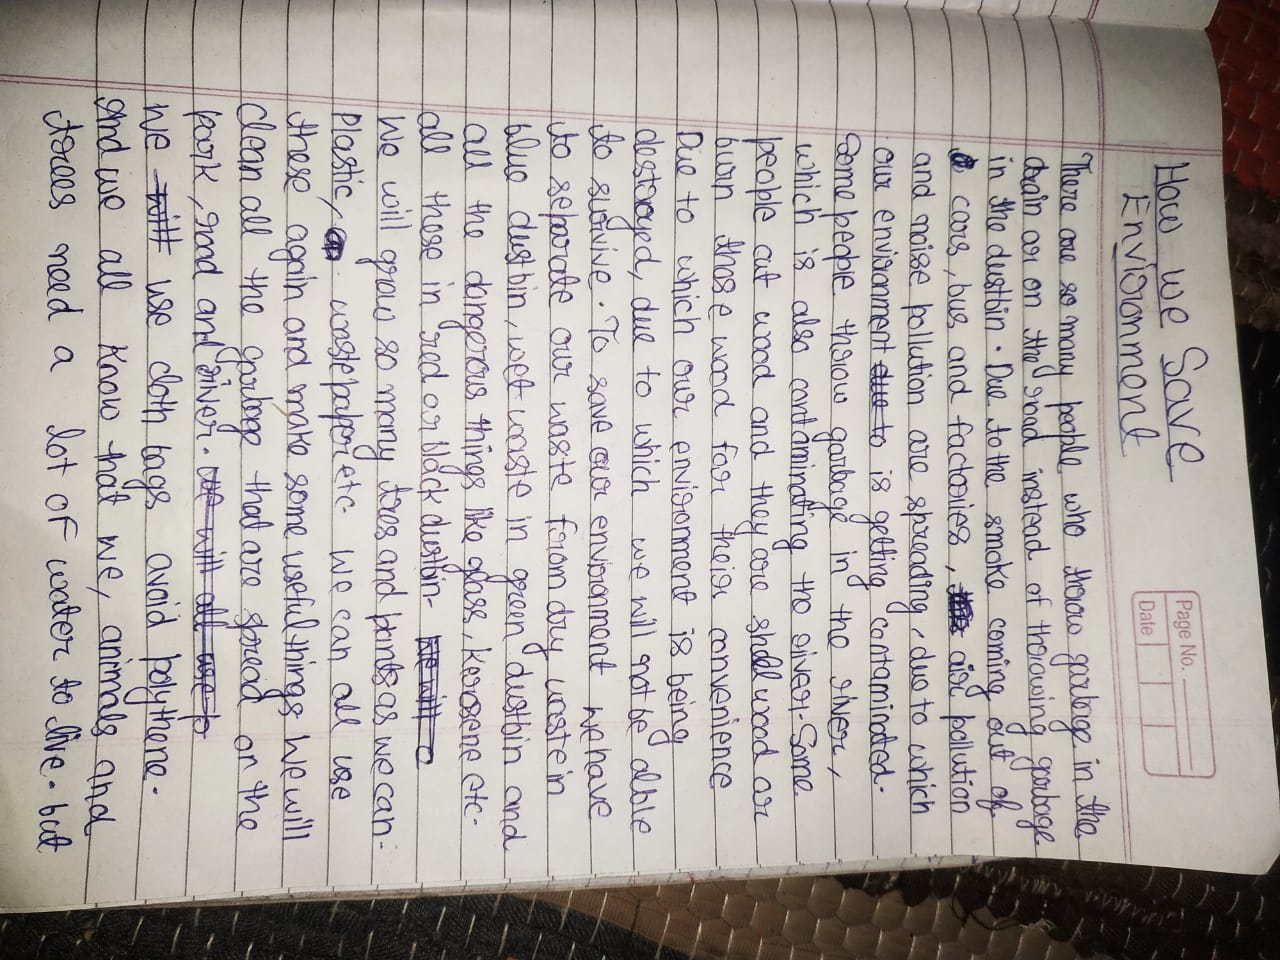 Page No.
Date
How we Save
Environment
There are so many people who throw garbage in the
drain or on the road instead of throwing garbage
in the dustbin. Due to the smoke coming out of
cars, bus and factories, air pollution
and noise pollution are spreading, due to which
our environment is getting contaminated.
Some people throw garbage in the river,
which is also contaminating the river. Some
people cut wood and they are shell wood or
burn those wood for their convenience
Due to which our environment is being
destroyed, due to which we will not be able
to survive. To save our environment we have
to separate our waste from dry waste in
blue dustbin, wet waste in green dustbin and
all the dingerous things like glass, kerosene etc.
all these in red or black dustbin.
We will grow so many trees and plants as we can.
Plastic, waste paper etc. we can all use
these again and make some useful things we will
clean all the garbage that are spread on the
park, road and river. we will all use to
we will use cloth bags avoid polythene.
And we all know that we, animals and
trees need a lot of water to live. but